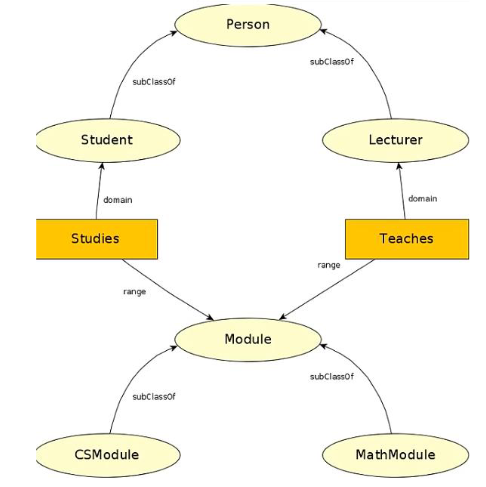 Person
subClassOf
subClassOf
Student
Lecturer
domain
domain
Studies
Teaches
range
range
Module
subClassOf
subClassOf
CSModule
MathModule